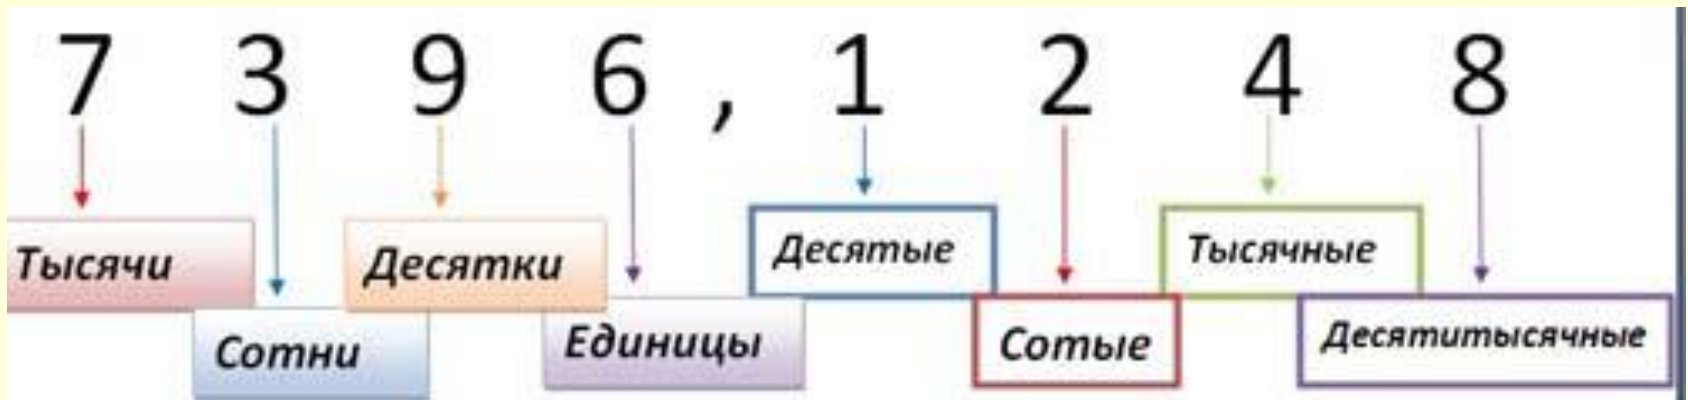 7 3 9 6 , 1 2 4 8
Тысячи Десятки Десятые Тысячные
Сотни Единицы Сотые Десятитысячные